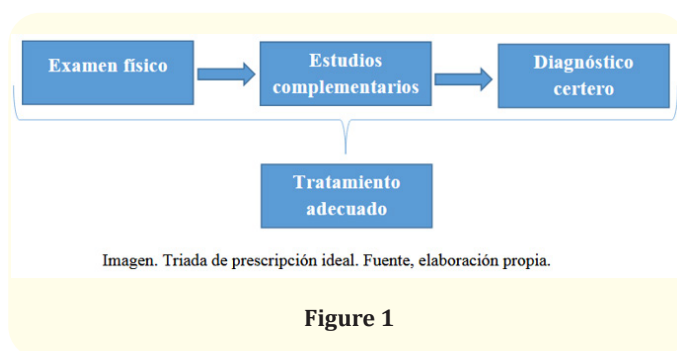 Examen físico
Estudios
complementarios
Diagnóstico
certero
Tratamiento
adecuado
Imagen. Triada de prescripción ideal. Fuente, elaboración propia.
Figure 1